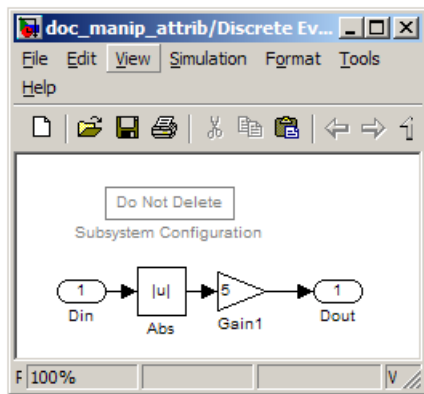 doc_manip_attrib/Discrete Ev...
File Edit View Simulation Format Tools
Help
Do Not Delete
Subsystem Configuration
1 |u| 5 1
Din Abs Gain1 Dout
F 100% V